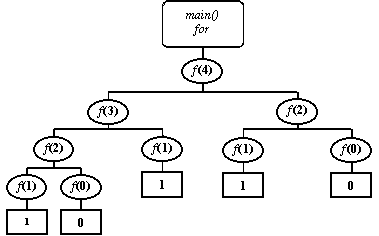 main()
for
f(4)
f(3) f(2)
f(2) f(1) f(1) f(0)
f(1) f(0) 1 1 0
1 0